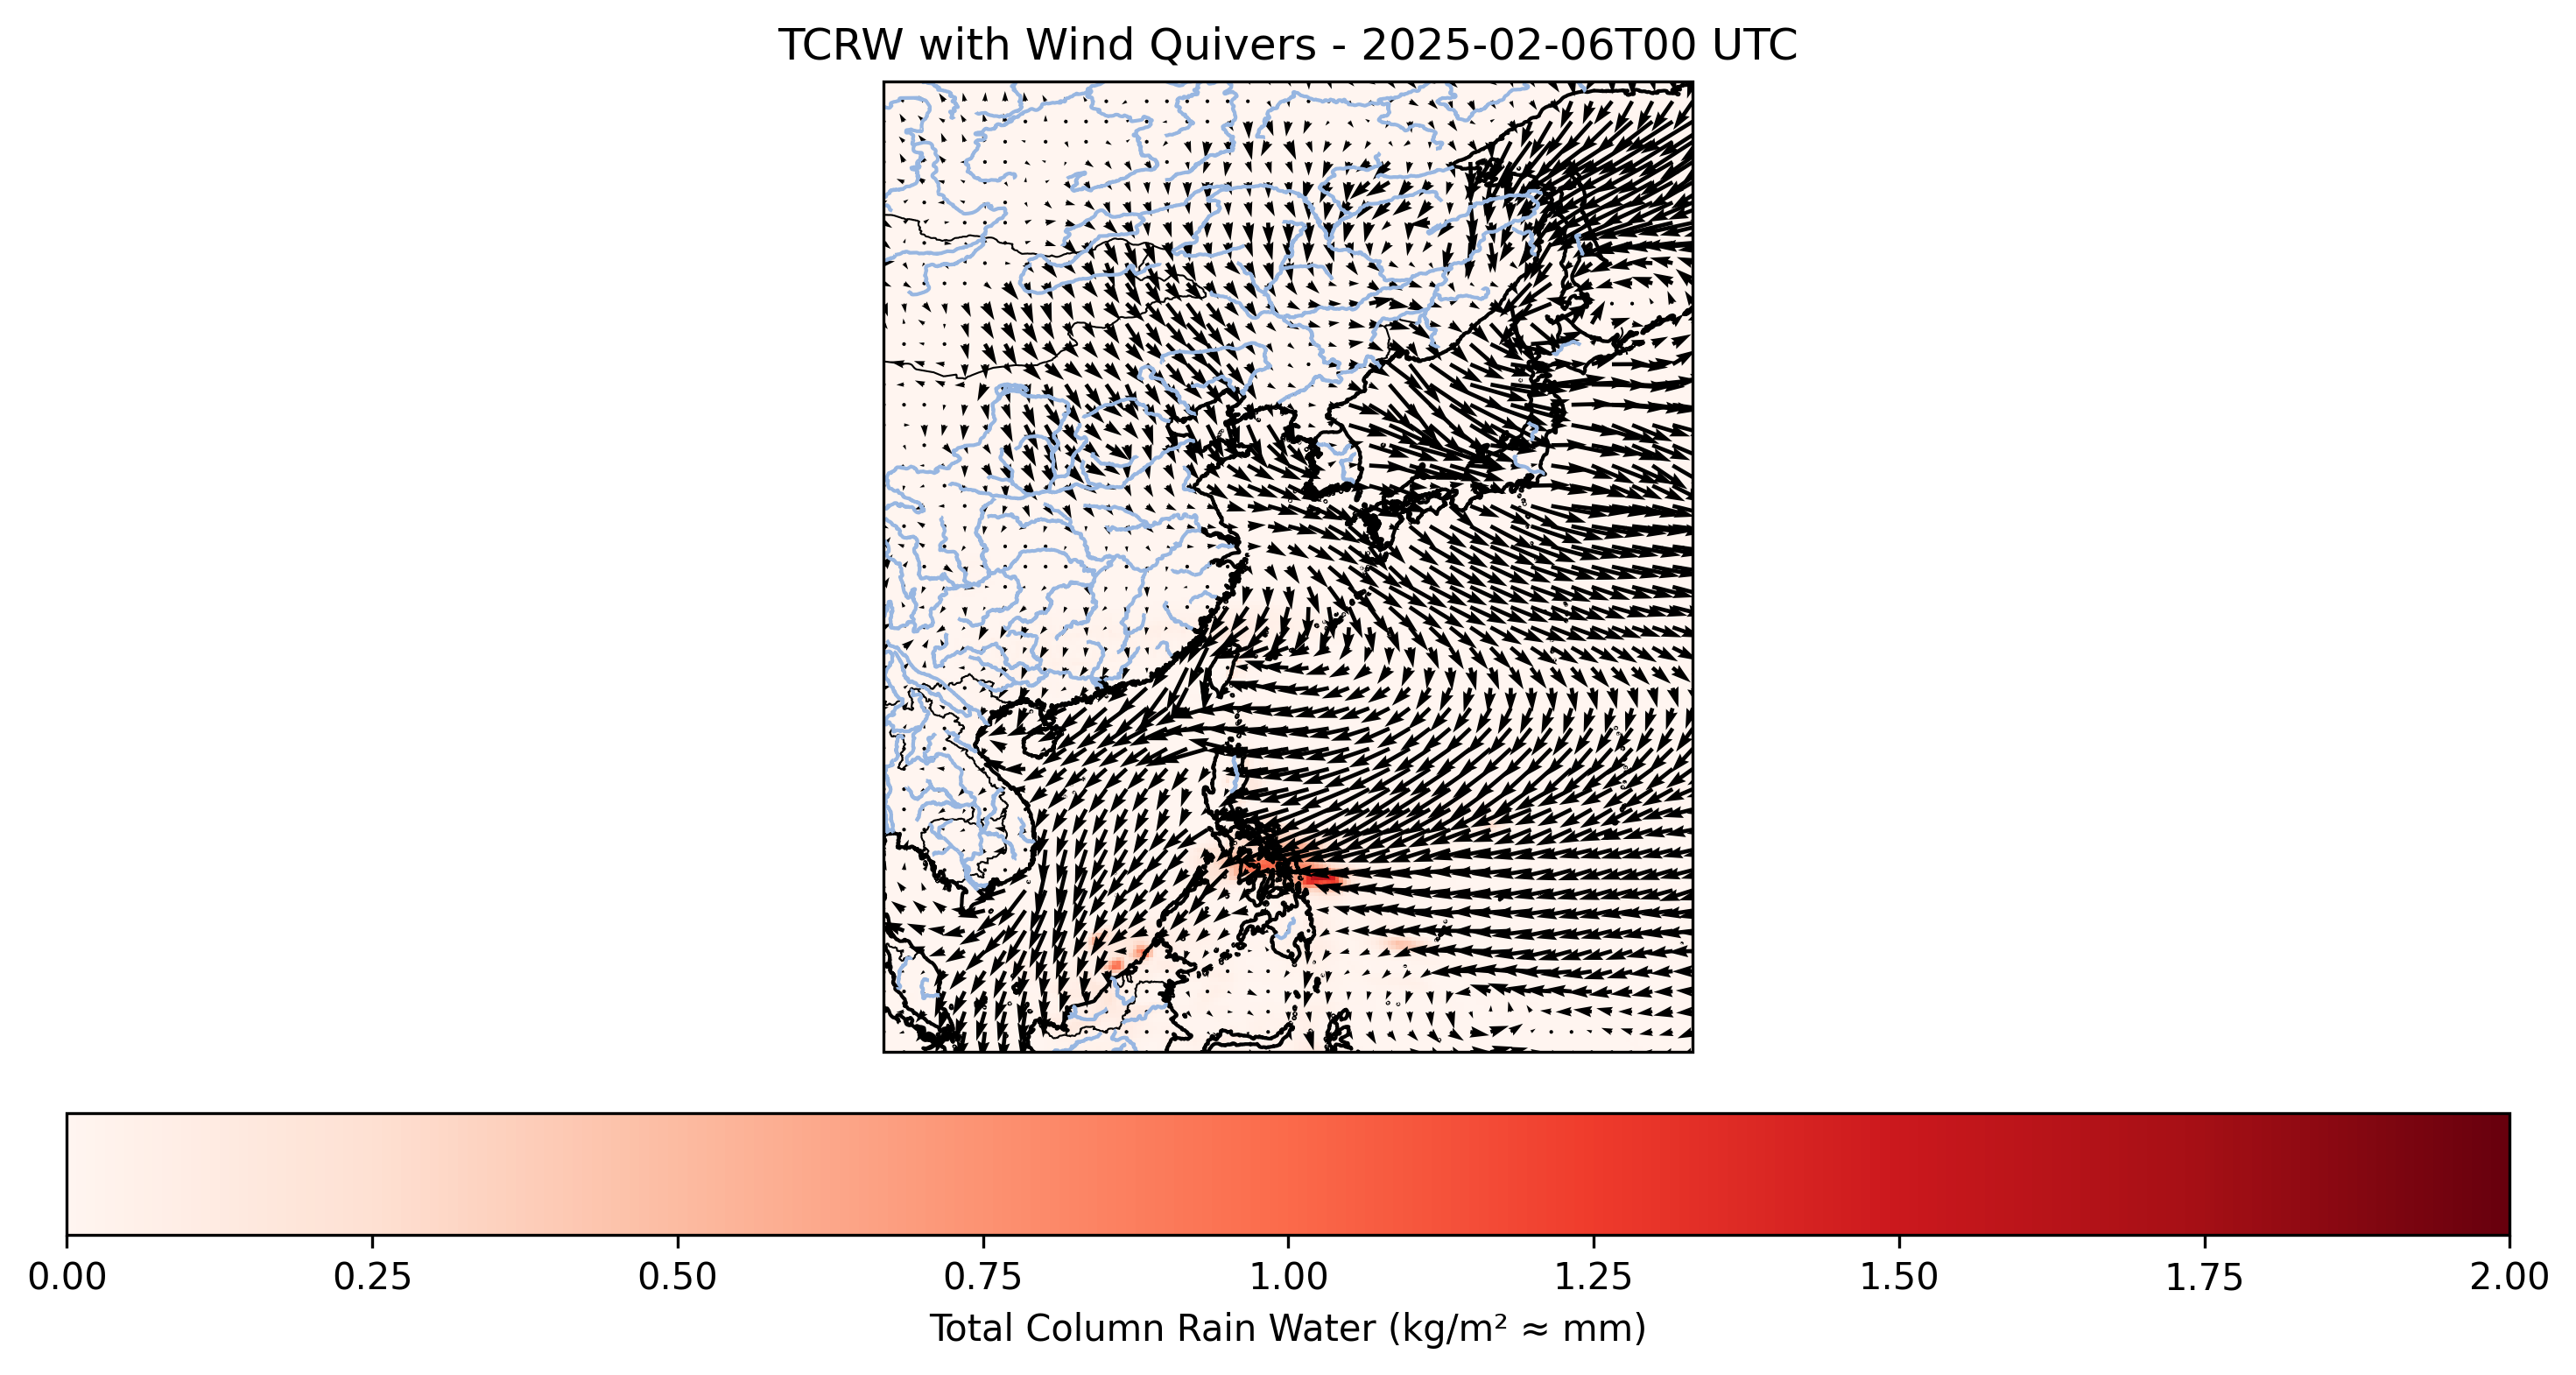 TCRW with Wind Quivers - 2025-02-06T00 UTC
0.00 0.25 0.50 0.75 1.00 1.25 1.50 1.75 2.00
Total Column Rain Water (kg/m² ≈ mm)